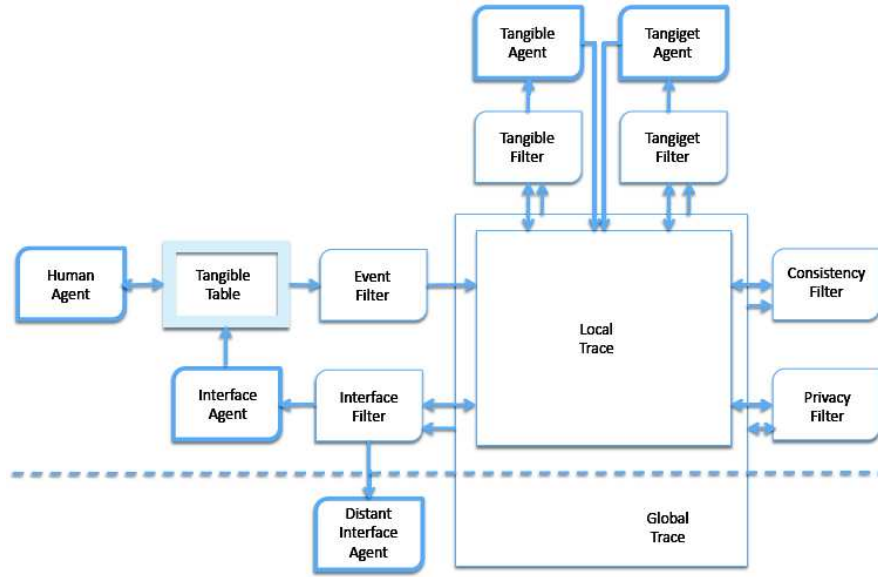 Tangible
Agent
Tangiget
Agent
Tangible
Filter
Tangiget
Filter
Human
Agent
Tangible
Table
Event
Filter
Consistency
Filter
Local
Trace
Interface
Agent
Interface
Filter
Privacy
Filter
Distant
Interface
Agent
Global
Trace